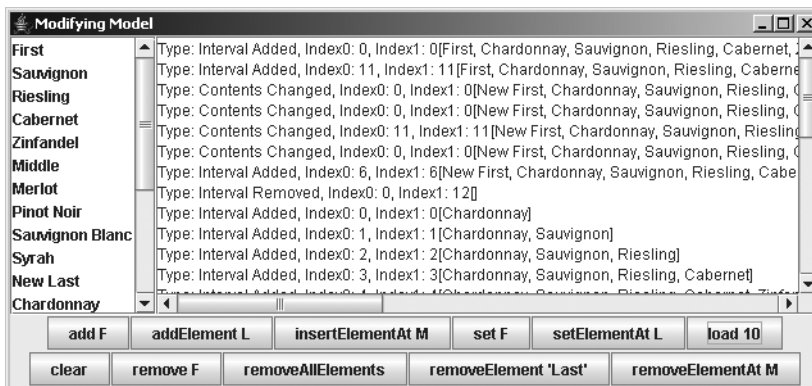 Modifying Model
First
Sauvignon
Riesling
Cabernet
Zinfandel
Middle
Merlot
Pinot Noir
Sauvignon Blanc
Syrah
New Last
Chardonnay
Type: Interval Added, Index0: 0, Index1: 0[First, Chardonnay, Sauvignon, Riesling, Cabernet,
Type: Interval Added, Index0: 11, Index1: 11[First, Chardonnay, Sauvignon, Riesling, Caberne
Type: Contents Changed, Index0: 0, Index1: 0[New First, Chardonnay, Sauvignon, Riesling,
Type: Contents Changed, Index0: 0, Index1: 0[New First, Chardonnay, Sauvignon, Riesling,
Type: Contents Changed, Index0: 11, Index1: 11[New First, Chardonnay, Sauvignon, Riesling
Type: Contents Changed, Index0: 0, Index1: 0[New First, Chardonnay, Sauvignon, Riesling,
Type: Interval Added, Index0: 6, Index1: 6[New First, Chardonnay, Sauvignon, Riesling, Cabe
Type: Interval Removed, Index0: 0, Index1: 12[]
Type: Interval Added, Index0: 0, Index1: 0[Chardonnay]
Type: Interval Added, Index0: 1, Index1: 1[Chardonnay, Sauvignon]
Type: Interval Added, Index0: 2, Index1: 2[Chardonnay, Sauvignon, Riesling]
Type: Interval Added, Index0: 3, Index1: 3[Chardonnay, Sauvignon, Riesling, Cabernet]
add F addElement L insertElementAt M set F setElementAt L load 10
clear remove F removeAllElements removeElement 'Last' removeElementAt M